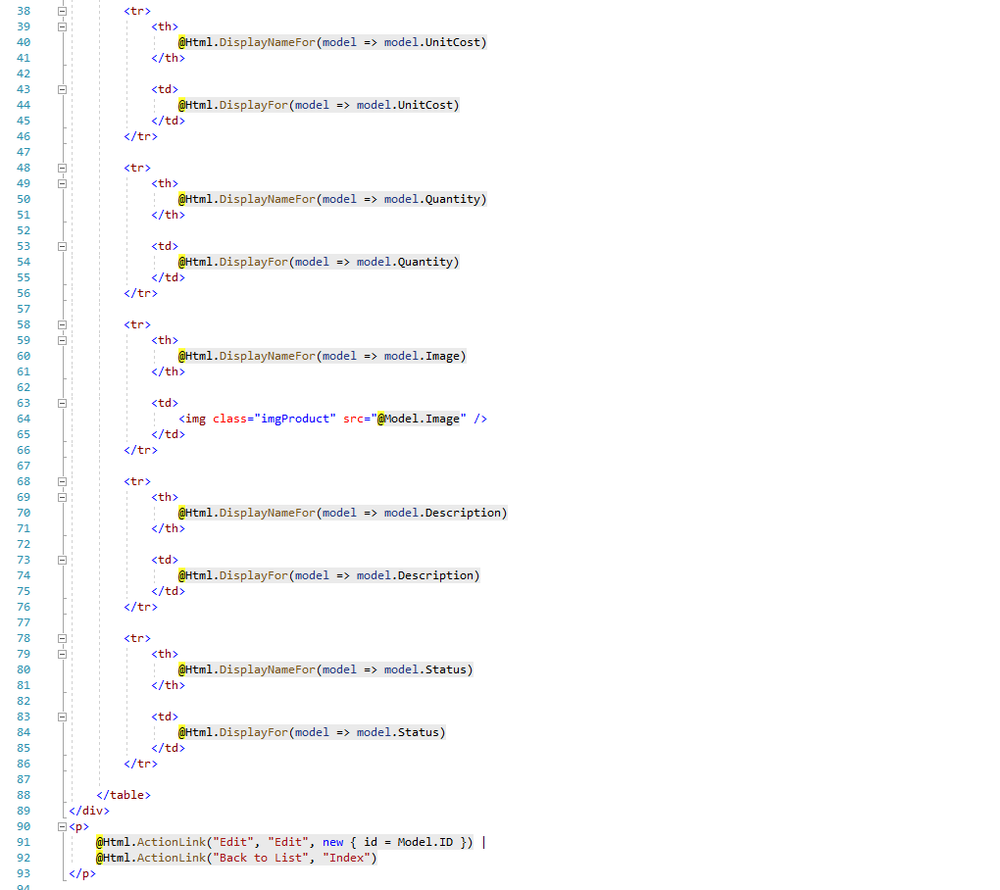 38 <tr>
39 <th>
40 @Html.DisplayNameFor(model => model.UnitCost)
41 </th>
42
43 <td>
44 @Html.DisplayFor(model => model.UnitCost)
45 </td>
46 </tr>
47
48 <tr>
49 <th>
50 @Html.DisplayNameFor(model => model.Quantity)
51 </th>
52
53 <td>
54 @Html.DisplayFor(model => model.Quantity)
55 </td>
56 </tr>
57
58 <tr>
59 <th>
60 @Html.DisplayNameFor(model => model.Image)
61 </th>
62
63 <td>
64 <img class="imgProduct" src="@Model.Image" />
65 </td>
66 </tr>
67
68 <tr>
69 <th>
70 @Html.DisplayNameFor(model => model.Description)
71 </th>
72
73 <td>
74 @Html.DisplayFor(model => model.Description)
75 </td>
76 </tr>
77
78 <tr>
79 <th>
80 @Html.DisplayNameFor(model => model.Status)
81 </th>
82
83 <td>
84 @Html.DisplayFor(model => model.Status)
85 </td>
86 </tr>
87
88 </table>
89 </div>
90 <p>
91 @Html.ActionLink("Edit", "Edit", new { id = Model.ID }) |
92 @Html.ActionLink("Back to List", "Index")
93 </p>
94